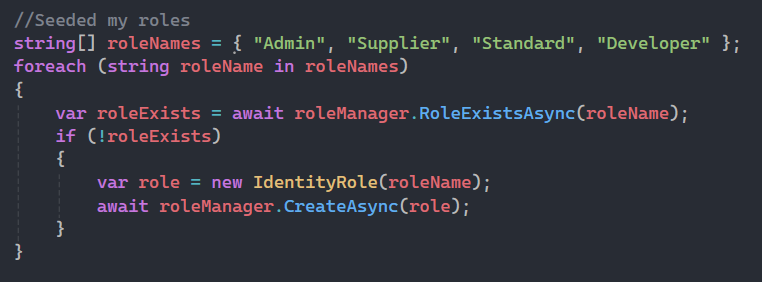 //Seeded my roles
string[] roleNames = { "Admin", "Supplier", "Standard", "Developer" };
foreach (string roleName in roleNames)
{
    var roleExists = await roleManager.RoleExistsAsync(roleName);
    if (!roleExists)
    {
        var role = new IdentityRole(roleName);
        await roleManager.CreateAsync(role);
    }
}